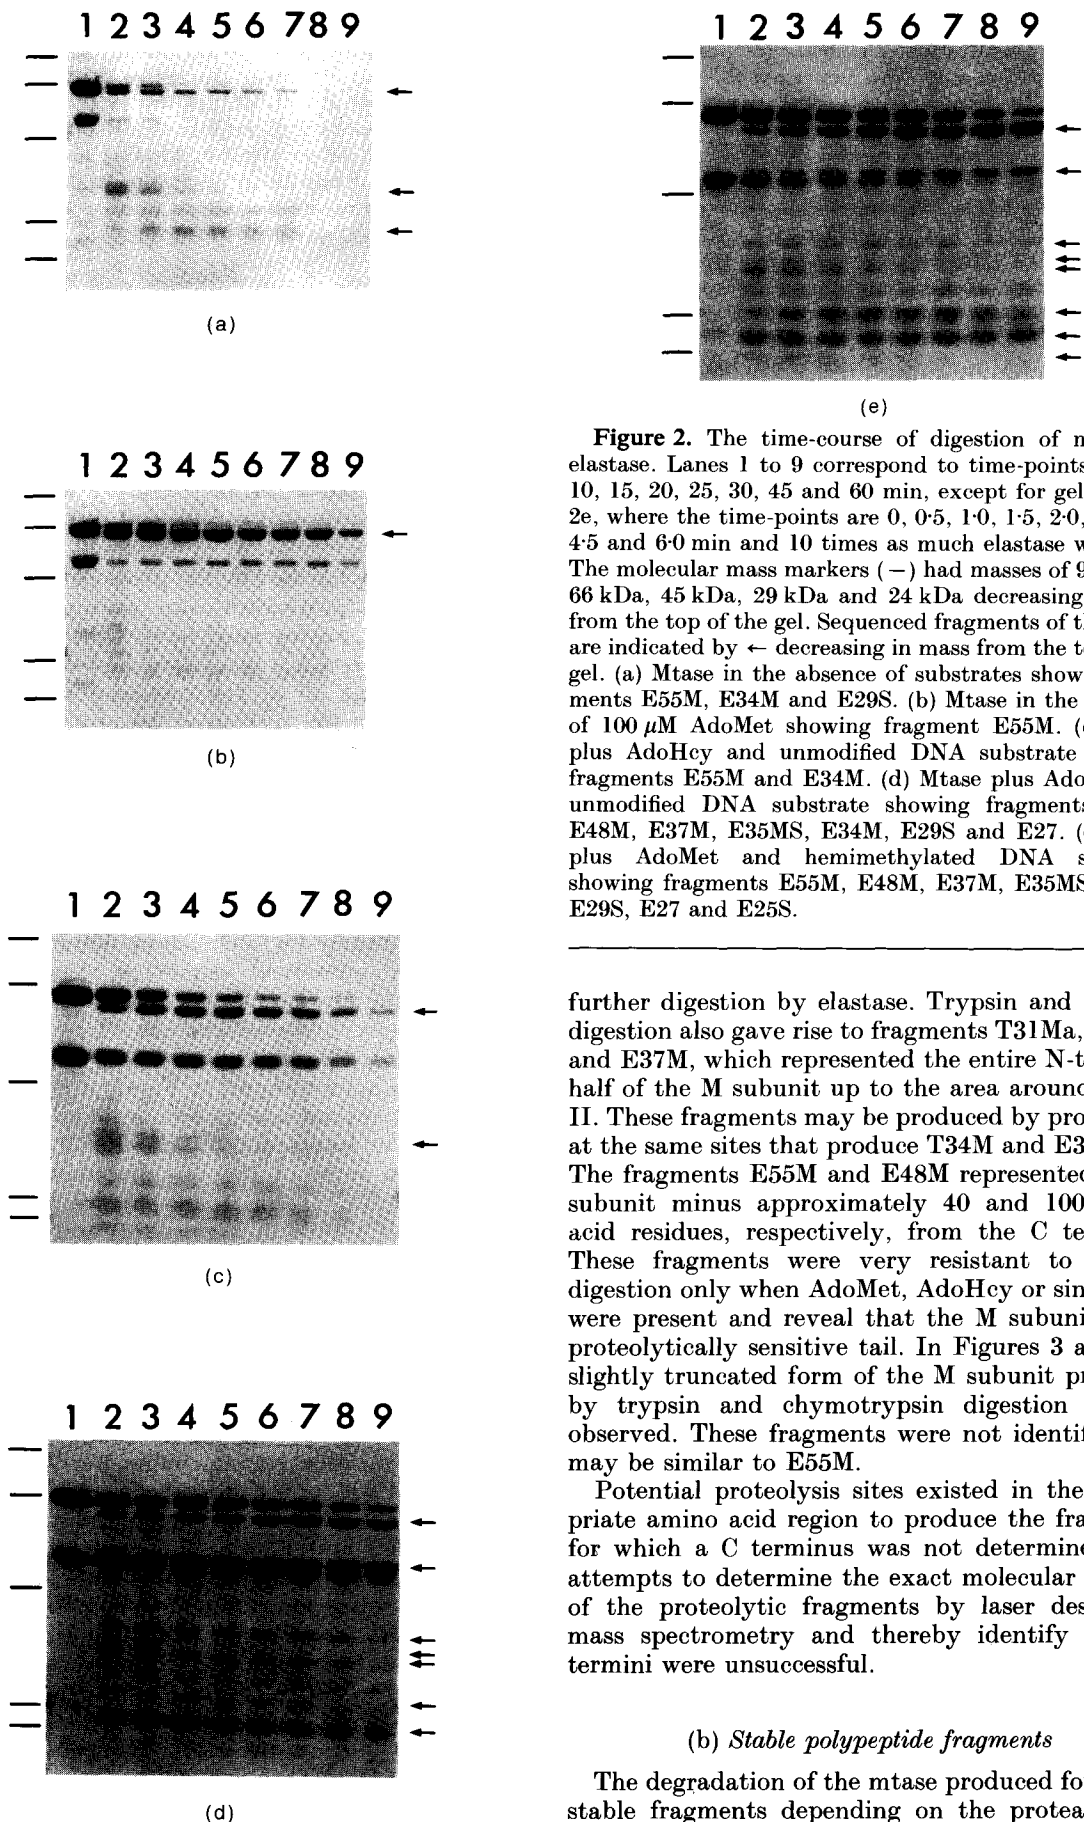 1 2 3 4 5 6 7 8 9
(a)
1 2 3 4 5 6 7 8 9
(b)
1 2 3 4 5 6 7 8 9
(c)
1 2 3 4 5 6 7 8 9
(d)
1 2 3 4 5 6 7 8 9
(e)
Figure 2. The time-course of digestion of
elastase. Lanes 1 to 9 correspond to time-points
10, 15, 20, 25, 30, 45 and 60 min, except for gel
2e, where the time-points are 0, 0·5, 1·0, 1·5, 2·0,
4·5 and 6·0 min and 10 times as much elastase
The molecular mass markers (–) had masses of
66 kDa, 45 kDa, 29 kDa and 24 kDa decreasing
from the top of the gel. Sequenced fragments of
are indicated by ← decreasing in mass from the
gel. (a) Mtase in the absence of substrates show
ments E55M, E34M and E29S. (b) Mtase in the
of 100 μM AdoMet showing fragment E55M.
plus AdoHcy and unmodified DNA substrate
fragments E55M and E34M. (d) Mtase plus Ado
unmodified DNA substrate showing fragments
E48M, E37M, E35MS, E34M, E29S and E27.
plus AdoMet and hemimethylated DNA
showing fragments E55M, E48M, E37M, E35MS
E29S, E27 and E25S.
further digestion by elastase. Trypsin and
digestion also gave rise to fragments T31Ma,
and E37M, which represented the entire N-t
half of the M subunit up to the area around
II. These fragments may be produced by pro
at the same sites that produce T34M and E3
The fragments E55M and E48M represented
subunit minus approximately 40 and 100
acid residues, respectively, from the C te
These fragments were very resistant to
digestion only when AdoMet, AdoHcy or sin
were present and reveal that the M subuni
proteolytically sensitive tail. In Figures 3 a
slightly truncated form of the M subunit pr
by trypsin and chymotrypsin digestion
observed. These fragments were not identif
may be similar to E55M.
Potential proteolysis sites existed in the
priate amino acid region to produce the fra
for which a C terminus was not determine
attempts to determine the exact molecular
of the proteolytic fragments by laser des
mass spectrometry and thereby identify
termini were unsuccessful.
(b) Stable polypeptide fragments
The degradation of the mtase produced fo
stable fragments depending on the protea